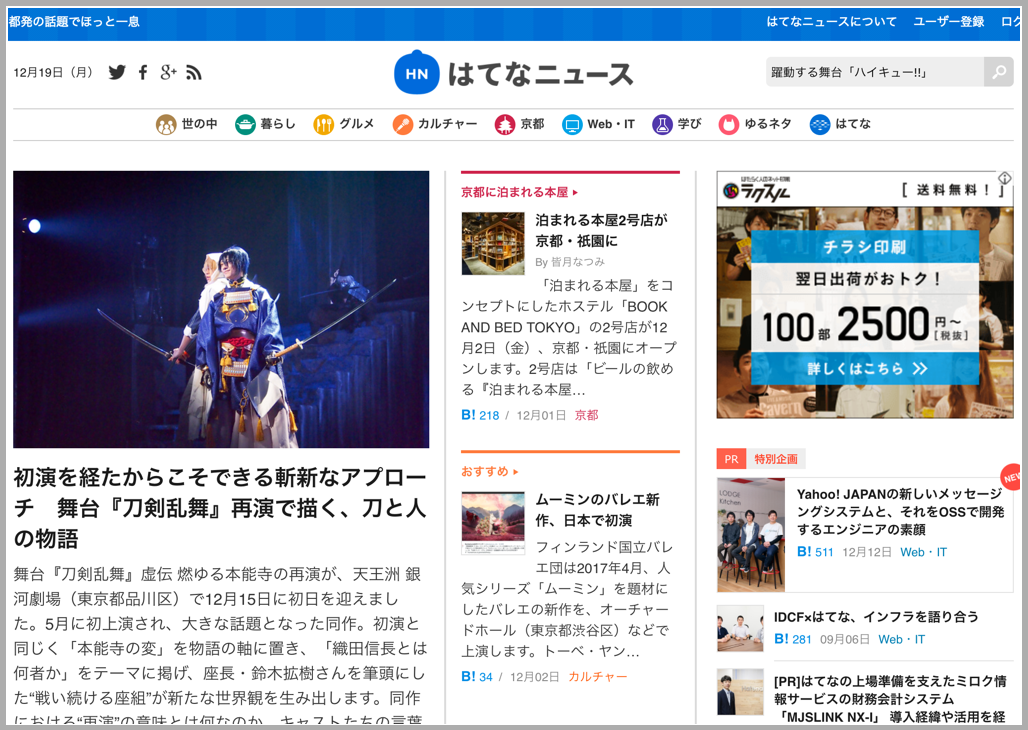 都発の話題でほっと一息
はてなニュースについて ユーザー登録 ログ
12月19日（月）
HN はてなニュース
躍動する舞台「ハイキュー!!」
世の中 暮らし グルメ カルチャー 京都 Web・IT 学び ゆるネタ はてな
初演を経たからこそできる斬新なアプロー
チ　舞台『刀剣乱舞』再演で描く、刀と人
の物語
舞台『刀剣乱舞』虚伝 燃ゆる本能寺の再演が、天王洲 銀
河劇場（東京都品川区）で12月15日に初日を迎えまし
た。5月に初上演され、大きな話題となった同作。初演と
同じく「本能寺の変」を物語の軸に置き、「織田信長とは
何者か」をテーマに掲げ、座長・鈴木拡樹さんを筆頭にし
た“戦い続ける座組”が新たな世界観を生み出します。同作
における“再演”の意味とは何なのか、キャストたちの言葉
京都に泊まれる本屋
泊まれる本屋2号店が
京都・祇園に
By 皆月なつみ
「泊まれる本屋」をコ
ンセプトにしたホステル「BOOK
AND BED TOKYO」の2号店が12
月2日（金）、京都・祇園にオープ
ンします。2号店は「ビールの飲め
る『泊まれる本屋…
B! 218 / 12月01日 京都
おすすめ
ムーミンのバレエ新
作、日本で初演
フィンランド国立バレ
エ団は2017年4月、人
気シリーズ「ムーミン」を題材に
したバレエの新作を、オーチャー
ドホール（東京都渋谷区）などで
上演します。トーベ・ヤン…
B! 34 / 12月02日 カルチャー
はたらく人のネット印刷
ラクスル
[ 送料無料！ ]
チラシ印刷
翌日出荷がおトク！
100部 2500円〜
[税抜]
詳しくはこちら
PR 特別企画
NEW
LODGE
Kitchen
Yahoo! JAPANの新しいメッセージ
ングシステムと、それをOSSで開発
するエンジニアの素顔
B! 511 12月12日 Web・IT
IDCF×はてな、インフラを語り合う
B! 281 09月06日 Web・IT
[PR]はてなの上場準備を支えたミロク情
報サービスの財務会計システム
「MJSLINK NX-I」 導入経緯や活用を経